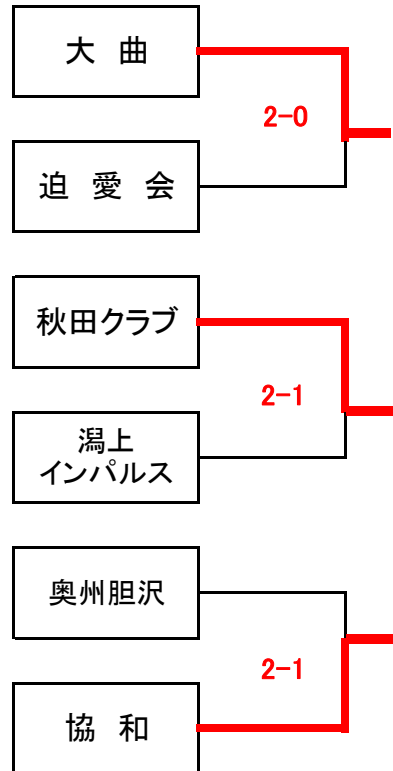 大 曲
2-0
迫 愛 会
秋田クラブ
2-1
潟上
インパルス
奥州胆沢
2-1
協 和